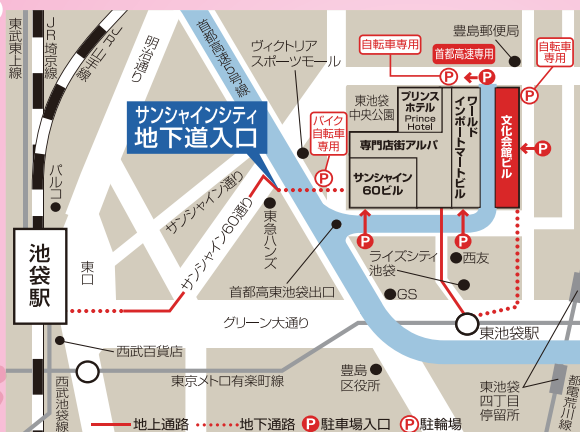 東武東上線
JR埼京線
JR山手線
明治通り
首都高速5号線
ヴィクトリア
スポーツモール
豊島郵便局
自転車専用
首都高速専用
自転車
専用
P
P
P
サンシャインシティ
地下道入口
バイク
自転車
専用
P
東池袋
中央公園
プリンス
ホテル
Prince
Hotel
ワールド
インポートマートビル
専門店街アルパ
サンシャイン
60ビル
文化会館ビル
P
パルコ
サンシャイン通り
サンシャイン60通り
東急ハンズ
P
P
池袋駅
東口
ライズシティ
池袋
西友
首都高東池袋出口
GS
グリーン大通り
東池袋駅
西武百貨店
西武池袋線
東京メトロ有楽町線
豊島
区役所
東池袋
四丁目
停留所
都電荒川線
地上通路
地下通路
P駐車場入口
P駐輪場